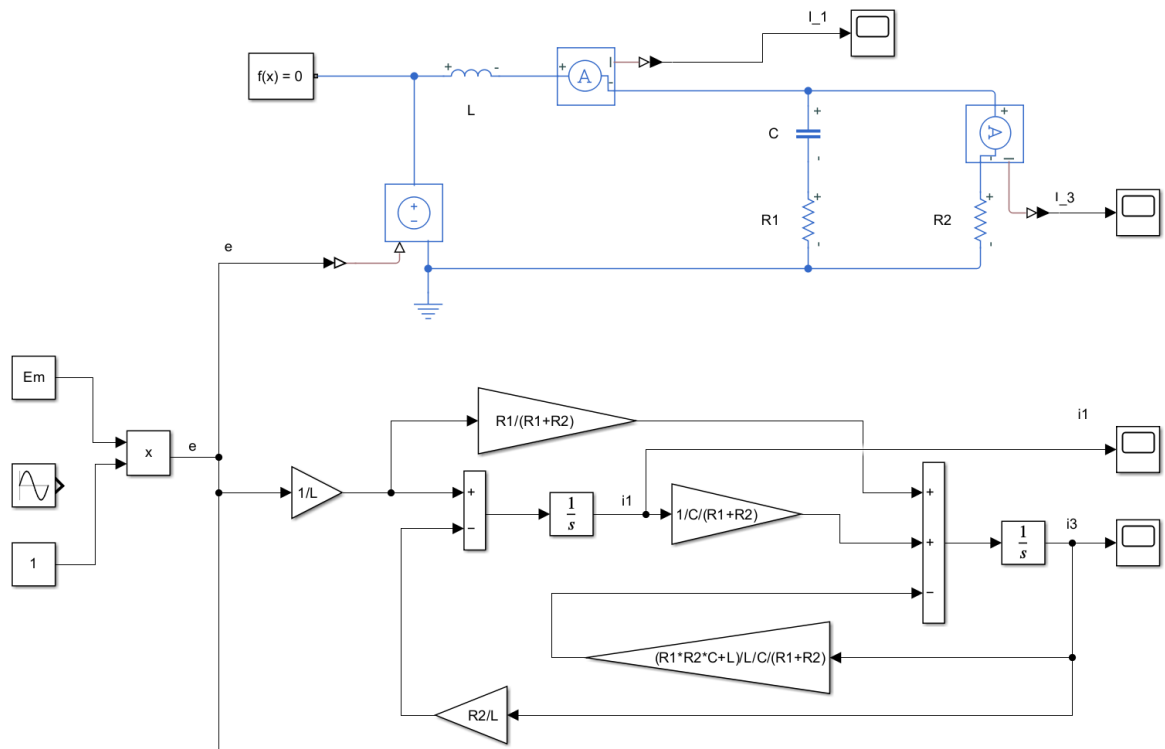 I_1
f(x) = 0
+
-
+
A
I
-
L
+
C
-
+
A
-
I
+
R1
-
+
R2
-
I_3
+
−
e
Em
x
e
1
1/L
R1/(R1+R2)
i1
+
−
1
s
i1
1/C/(R1+R2)
+
+
−
1
s
i3
(R1*R2*C+L)/L/C/(R1+R2)
R2/L